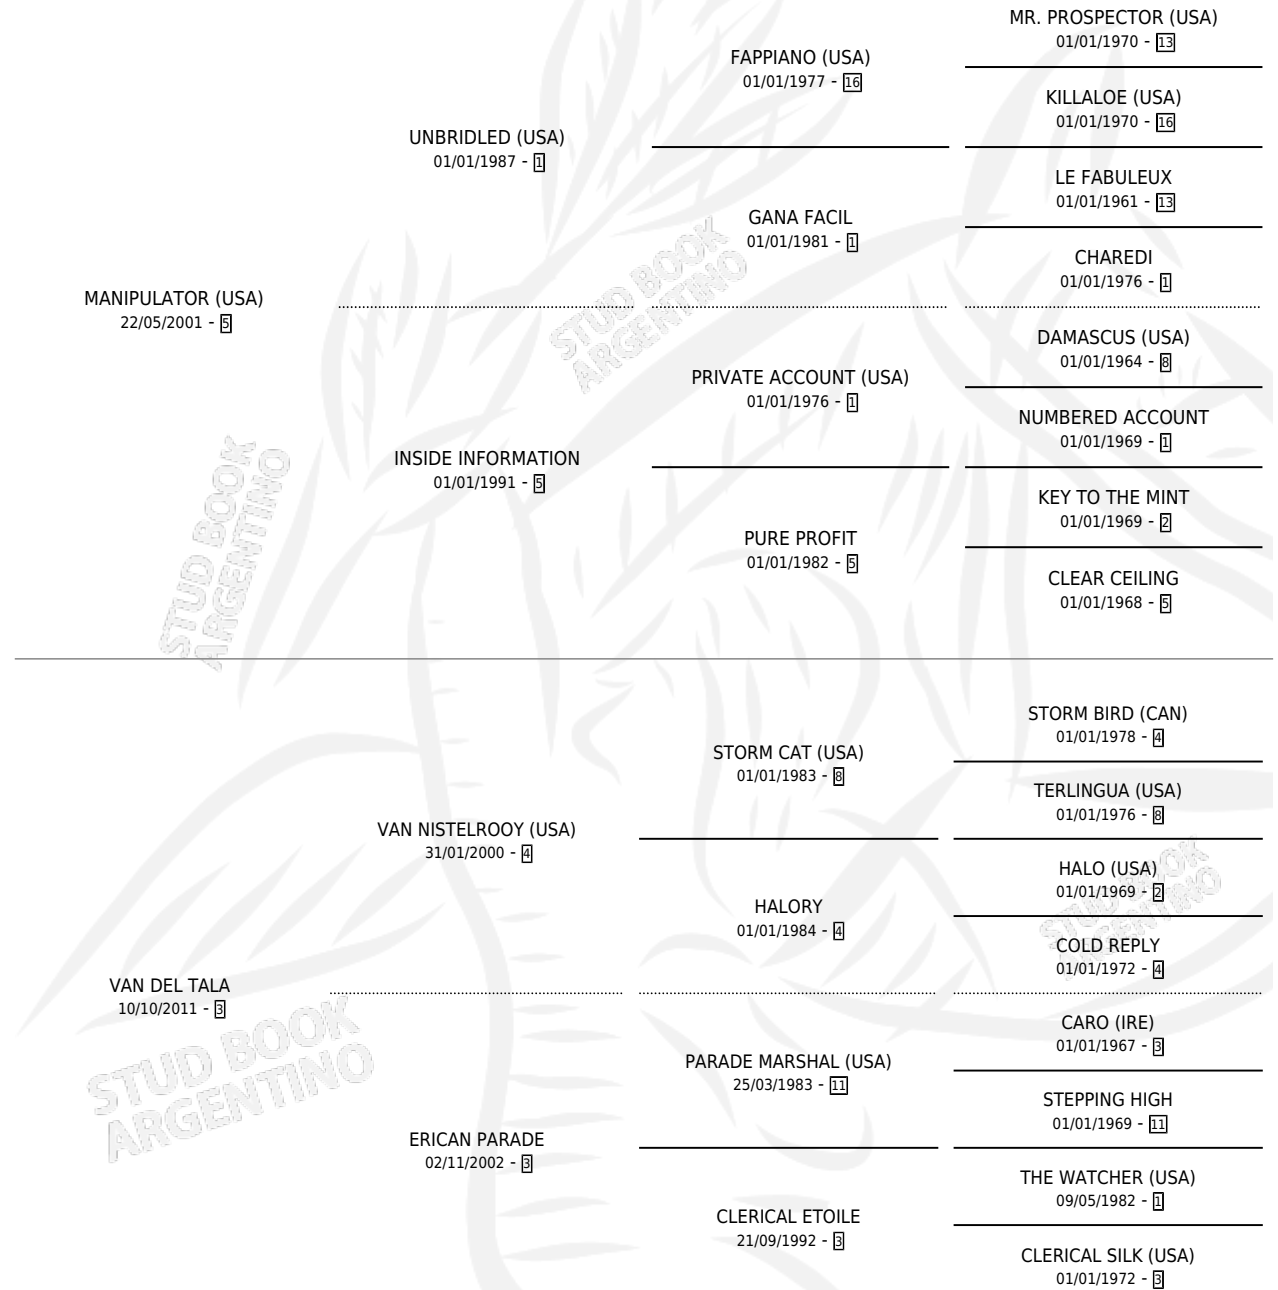 MR. PROSPECTOR (USA)
01/01/1970 - 13
FAPPIANO (USA)
01/01/1977 - 16
KILLALOE (USA)
01/01/1970 - 16
UNBRIDLED (USA)
01/01/1987 - 1
LE FABULEUX
01/01/1961 - 13
GANA FACIL
01/01/1981 - 1
CHAREDI
01/01/1976 - 1
MANIPULATOR (USA)
22/05/2001 - 5
STUD BOOK
ARGENTINO
DAMASCUS (USA)
01/01/1964 - 8
PRIVATE ACCOUNT (USA)
01/01/1976 - 1
NUMBERED ACCOUNT
01/01/1969 - 1
INSIDE INFORMATION
01/01/1991 - 5
KEY TO THE MINT
01/01/1969 - 2
PURE PROFIT
01/01/1982 - 5
CLEAR CEILING
01/01/1968 - 5
STUD BOOK
ARGENTINO
STORM BIRD (CAN)
01/01/1978 - 4
STORM CAT (USA)
01/01/1983 - 8
TERLINGUA (USA)
01/01/1976 - 8
VAN NISTELROOY (USA)
31/01/2000 - 4
HALO (USA)
01/01/1969 - 2
HALORY
01/01/1984 - 4
STUD BOOK
ARGENTINO
COLD REPLY
01/01/1972 - 4
VAN DEL TALA
10/10/2011 - 3
CARO (IRE)
01/01/1967 - 3
PARADE MARSHAL (USA)
25/03/1983 - 11
STEPPING HIGH
01/01/1969 - 11
STUD BOOK
ARGENTINO
ERICAN PARADE
02/11/2002 - 3
THE WATCHER (USA)
09/05/1982 - 1
CLERICAL ETOILE
21/09/1992 - 3
CLERICAL SILK (USA)
01/01/1972 - 3